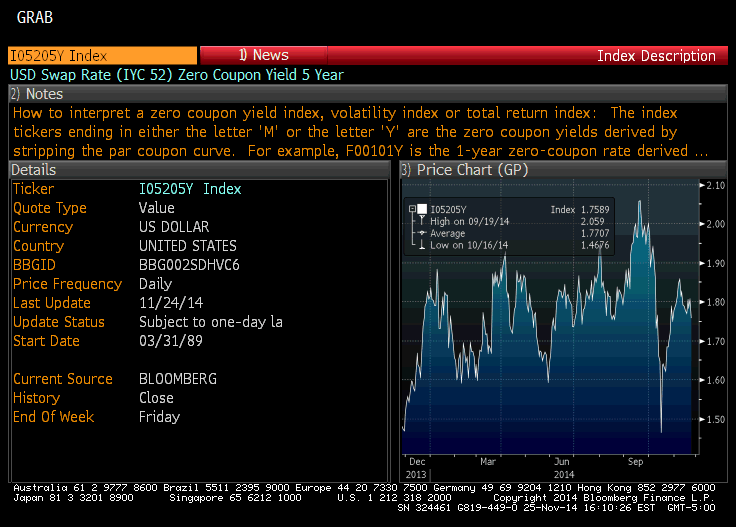 GRAB
I05205Y Index 1) News Index Description
USD Swap Rate (IYC 52) Zero Coupon Yield 5 Year
2) Notes
How to interpret a zero coupon yield index, volatility index or total return index: The index
tickers ending in either the letter 'M' or the letter 'Y' are the zero coupon yields derived by
stripping the par coupon curve. For example, F00101Y is the 1-year zero-coupon rate derived ...
Details
Ticker I05205Y Index
Quote Type Value
Currency US DOLLAR
Country UNITED STATES
BBGID BBG002SDHVC6
Price Frequency Daily
Last Update 11/24/14
Update Status Subject to one-day la
Start Date 03/31/89
Current Source BLOOMBERG
History Close
End Of Week Friday
3) Price Chart (GP)
I05205Y Index 1.7589
High on 09/19/14 2.059
Average 1.7707
Low on 10/16/14 1.4676
2.10
2.00
1.90
1.80
1.70
1.60
1.50
Dec Mar Jun Sep
2013 2014
Australia 61 2 9777 8600 Brazil 5511 2395 9000 Europe 44 20 7330 7500 Germany 49 69 9204 1210 Hong Kong 852 2977 6000
Japan 81 3 3201 8900 Singapore 65 6212 1000 U.S. 1 212 318 2000 Copyright 2014 Bloomberg Finance L.P.
SN 324461 G819-449-0 25-Nov-14 16:10:26 EST GMT-5:00